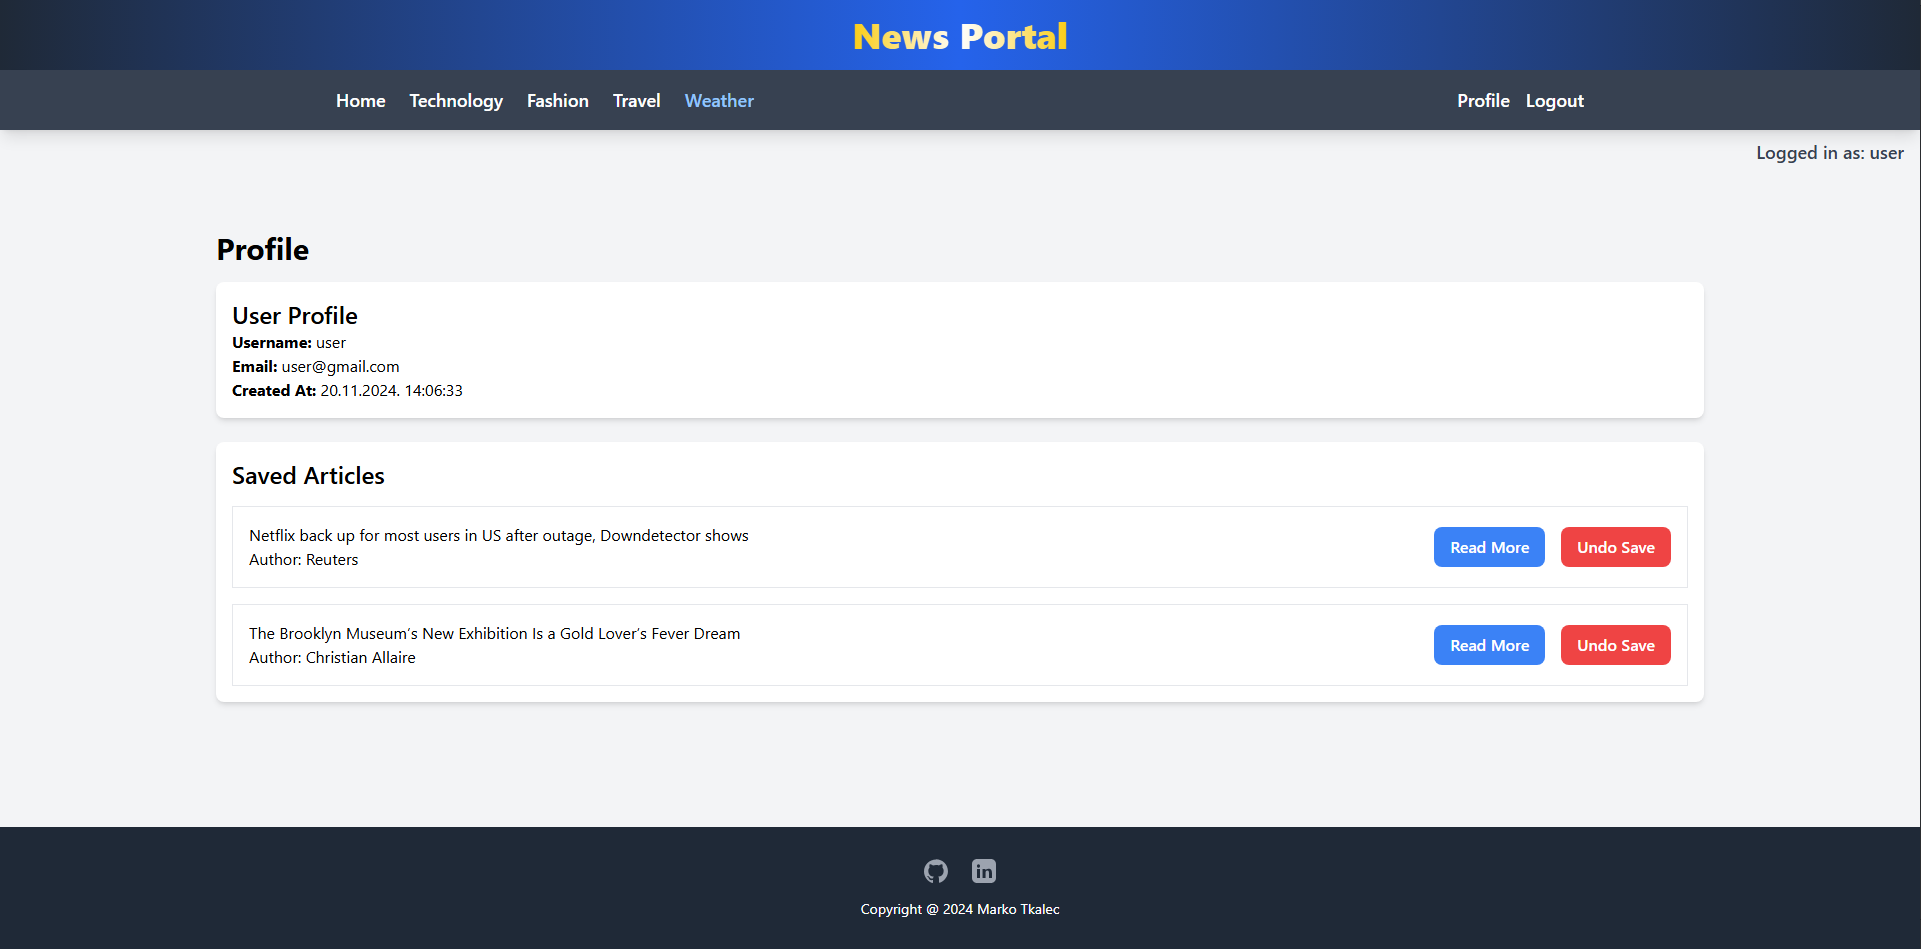 News Portal
Home Technology Fashion Travel Weather Profile Logout
Logged in as: user
Profile
User Profile
Username: user
Email: user@gmail.com
Created At: 20.11.2024. 14:06:33
Saved Articles
Netflix back up for most users in US after outage, Downdetector shows
Author: Reuters
Read More Undo Save
The Brooklyn Museum’s New Exhibition Is a Gold Lover’s Fever Dream
Author: Christian Allaire
Read More Undo Save
in
Copyright @ 2024 Marko Tkalec